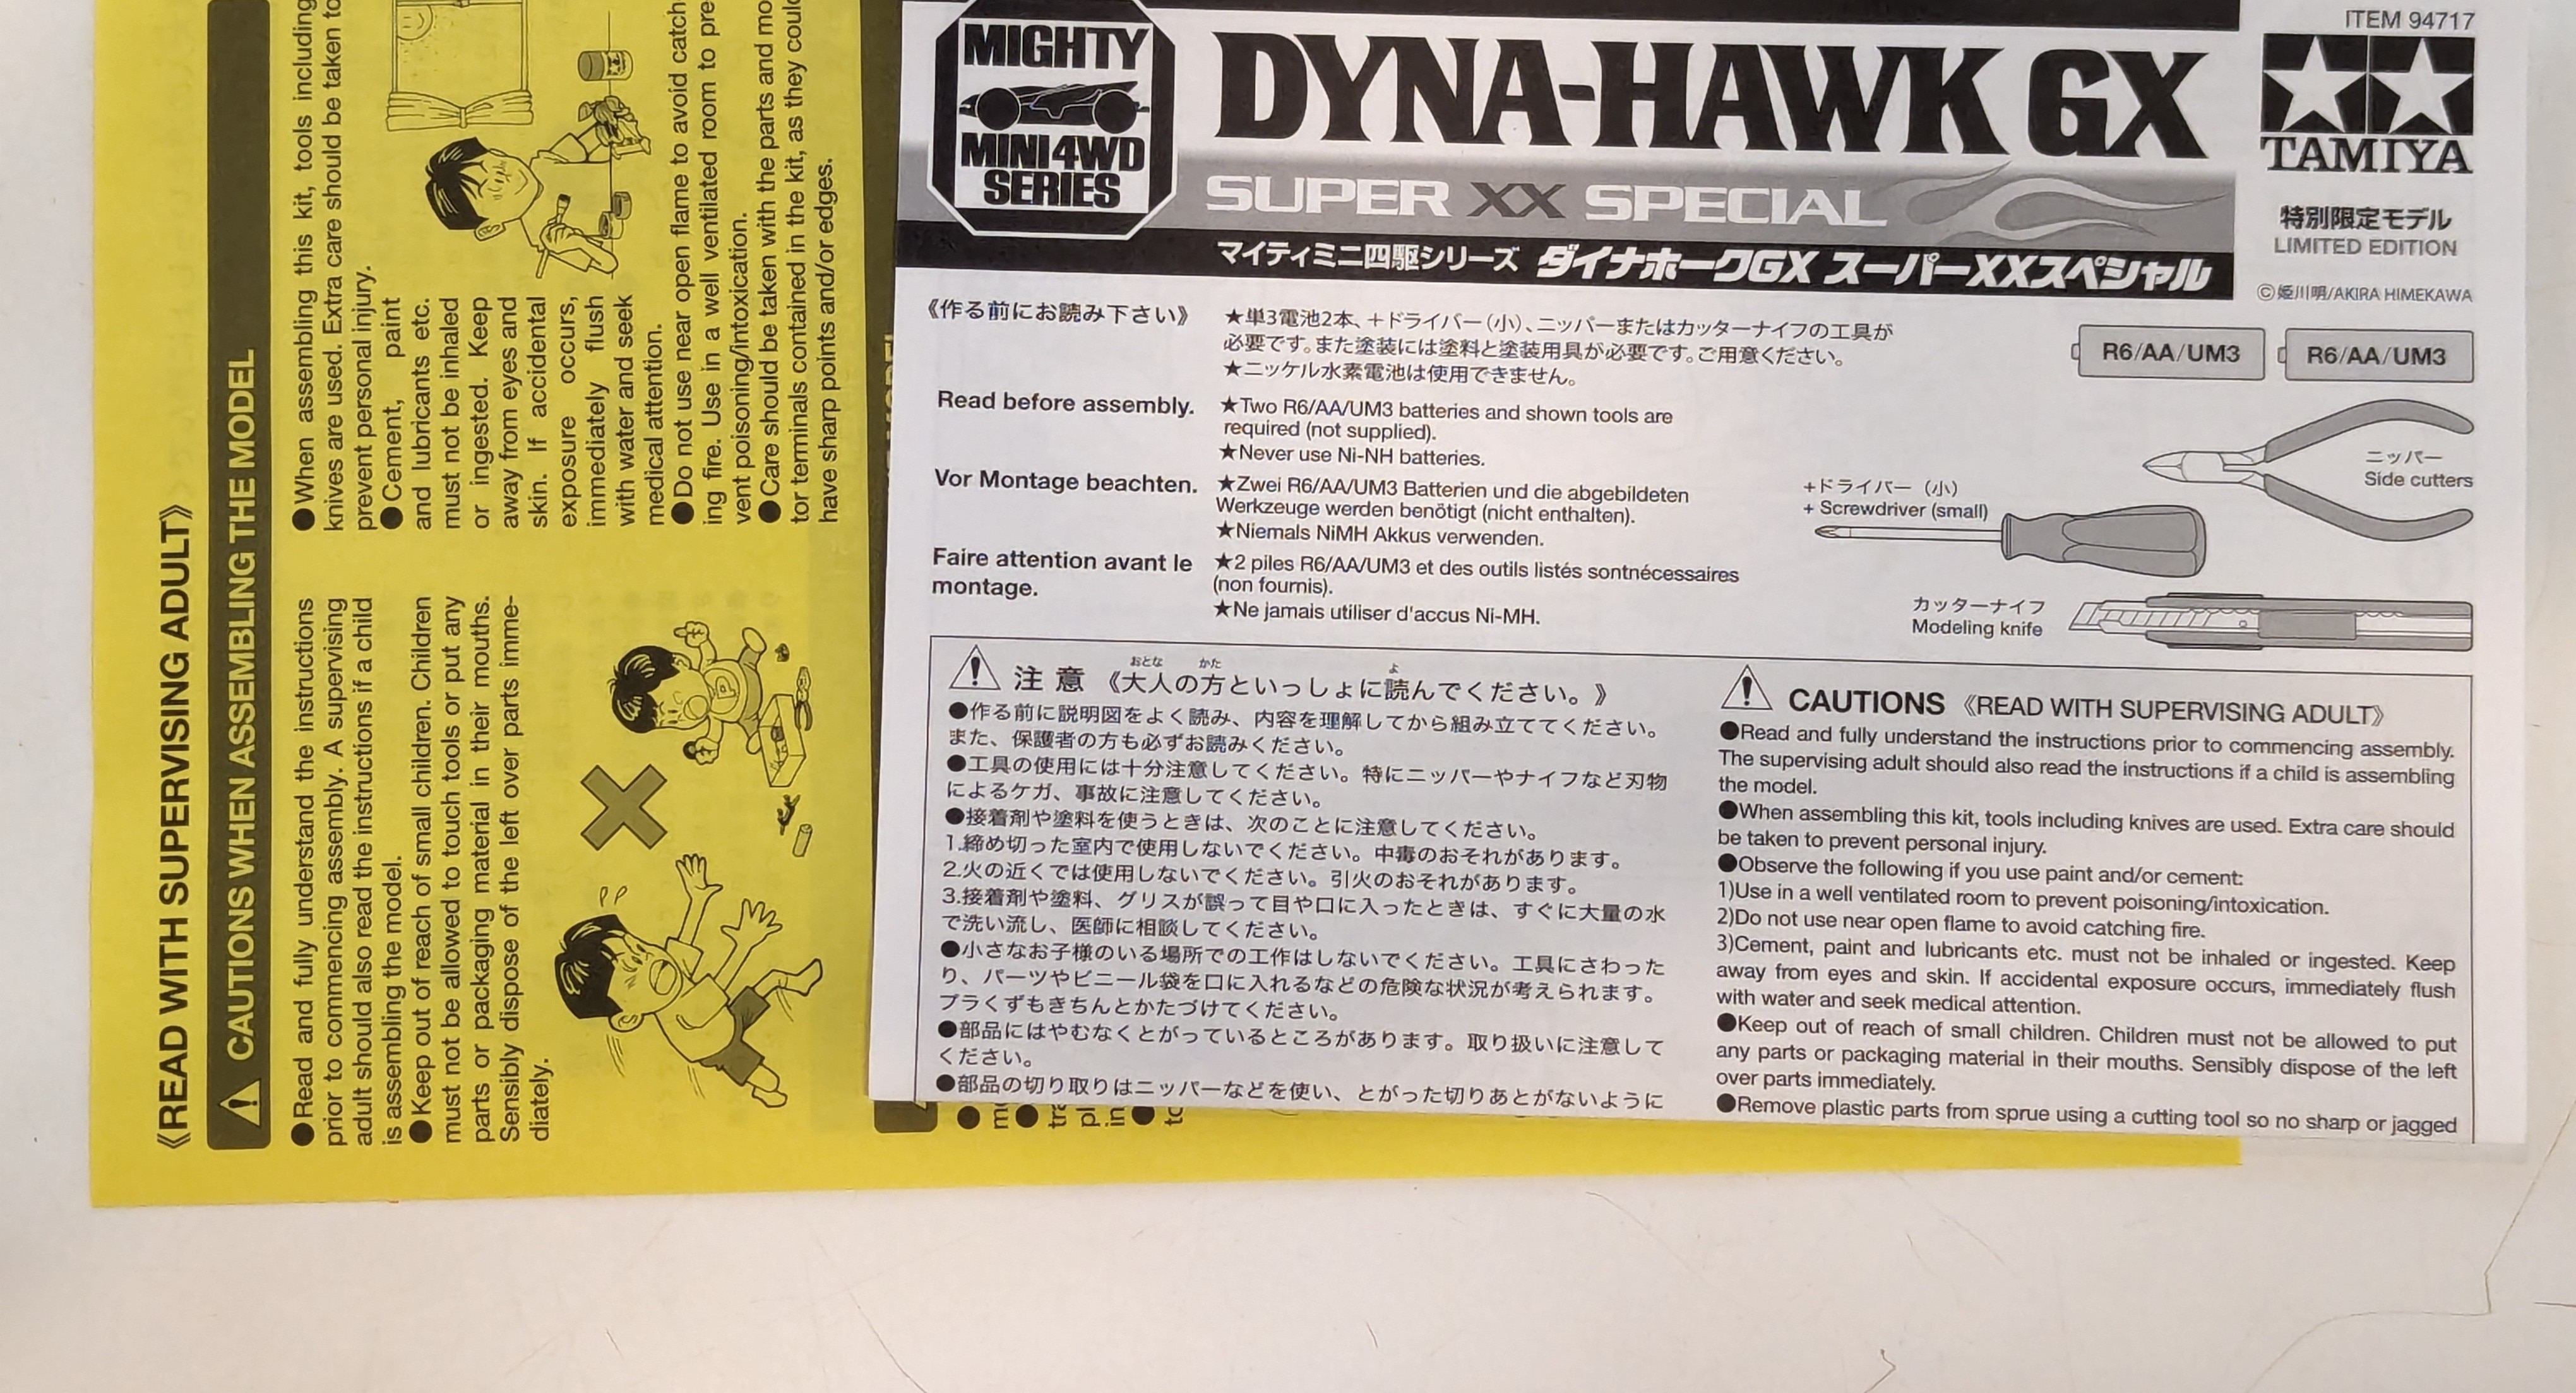 《READ WITH SUPERVISING ADULT》
CAUTIONS WHEN ASSEMBLING THE MODEL
●Read and fully understand the instructions
prior to commencing assembly. A supervising
adult should also read the instructions if a child
is assembling the model.
●Keep out of reach of small children. Children
must not be allowed to touch tools or put any
parts or packaging material in their mouths.
Sensibly dispose of the left over parts imme-
diately.
●When assembling this kit, tools including
knives are used. Extra care should be taken to
prevent personal injury.
●Cement, paint
and lubricants etc.
must not be inhaled
or ingested. Keep
away from eyes and
skin. If accidental
exposure occurs,
immediately flush
with water and seek
medical attention.
●Do not use near open flame to avoid catch
ing fire. Use in a well ventilated room to pre
vent poisoning/intoxication.
●Care should be taken with the parts and mo
tor terminals contained in the kit, as they could
have sharp points and/or edges.
MIGHTY
MINI 4WD
SERIES
DYNA-HAWK GX
SUPER XX SPECIAL
マイティミニ四駆シリーズ ダイナホークGX スーパーXXスペシャル
ITEM 94717
TAMIYA
特別限定モデル
LIMITED EDITION
©姫川明/AKIRA HIMEKAWA
《作る前にお読み下さい》
★単3電池2本、+ドライバー(小)、ニッパーまたはカッターナイフの工具が
必要です。また塗装には塗料と塗装用具が必要です。ご用意ください。
★ニッケル水素電池は使用できません。
Read before assembly.
★Two R6/AA/UM3 batteries and shown tools are
required (not supplied).
★Never use Ni-NH batteries.
Vor Montage beachten.
★Zwei R6/AA/UM3 Batterien und die abgebildeten
Werkzeuge werden benötigt (nicht enthalten).
★Niemals NiMH Akkus verwenden.
Faire attention avant le
montage.
★2 piles R6/AA/UM3 et des outils listés sontnécessaires
(non fournis).
★Ne jamais utiliser d'accus Ni-MH.
R6/AA/UM3
R6/AA/UM3
ニッパー
Side cutters
+ドライバー (小)
+ Screwdriver (small)
カッターナイフ
Modeling knife
注意 《大人の方といっしょに読んでください。》
おとな かた よ
●作る前に説明図をよく読み、内容を理解してから組み立ててください。
また、保護者の方も必ずお読みください。
●工具の使用には十分注意してください。特にニッパーやナイフなど刃物
によるケガ、事故に注意してください。
●接着剤や塗料を使うときは、次のことに注意してください。
1.締め切った室内で使用しないでください。中毒のおそれがあります。
2.火の近くでは使用しないでください。引火のおそれがあります。
3.接着剤や塗料、グリスが誤って目や口に入ったときは、すぐに大量の水
で洗い流し、医師に相談してください。
●小さなお子様のいる場所での工作はしないでください。工具にさわった
り、パーツやビニール袋を口に入れるなどの危険な状況が考えられます。
プラくずもきちんとかたづけてください。
●部品にはやむなくとがっているところがあります。取り扱いに注意して
ください。
●部品の切り取りはニッパーなどを使い、とがった切りあとがないように
CAUTIONS 《READ WITH SUPERVISING ADULT》
●Read and fully understand the instructions prior to commencing assembly.
The supervising adult should also read the instructions if a child is assembling
the model.
●When assembling this kit, tools including knives are used. Extra care should
be taken to prevent personal injury.
●Observe the following if you use paint and/or cement:
1)Use in a well ventilated room to prevent poisoning/intoxication.
2)Do not use near open flame to avoid catching fire.
3)Cement, paint and lubricants etc. must not be inhaled or ingested. Keep
away from eyes and skin. If accidental exposure occurs, immediately flush
with water and seek medical attention.
●Keep out of reach of small children. Children must not be allowed to put
any parts or packaging material in their mouths. Sensibly dispose of the left
over parts immediately.
●Remove plastic parts from sprue using a cutting tool so no sharp or jagged